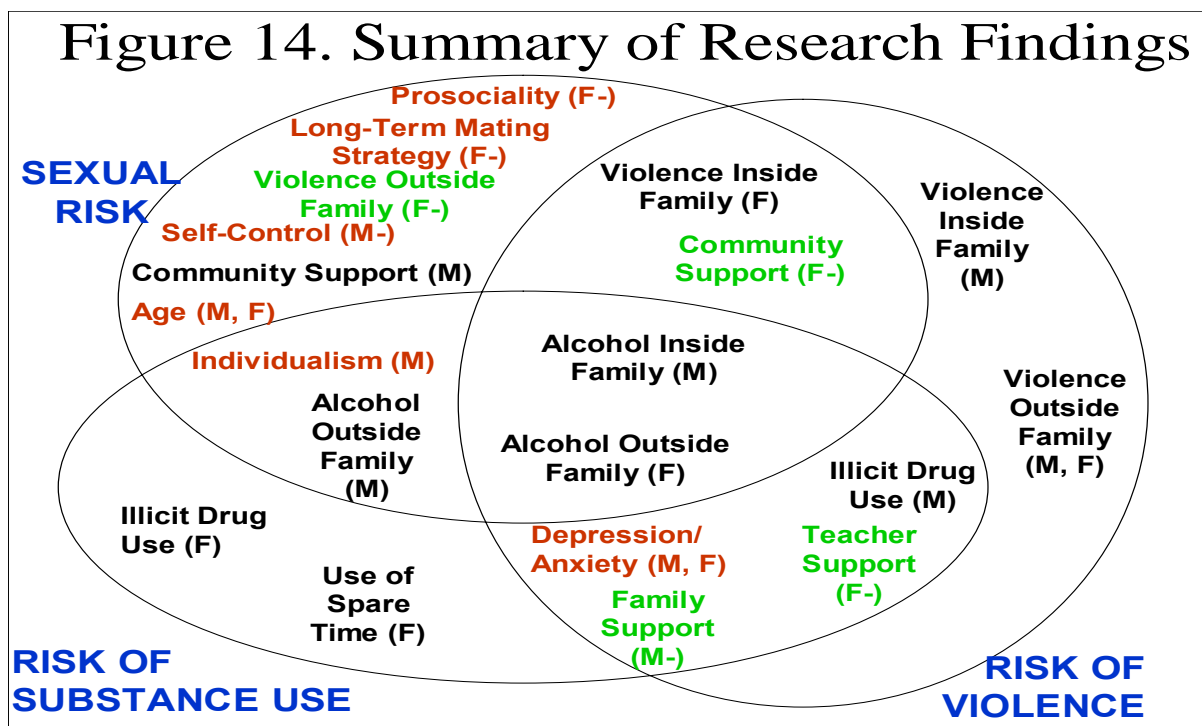 Figure 14. Summary of Research Findings
Prosociality (F-)
Long-Term Mating
Strategy (F-)
SEXUAL
RISK
Violence Outside
Family (F-)
Self-Control (M-)
Community Support (M)
Age (M, F)
Violence Inside
Family (F)
Community
Support (F-)
Violence
Inside
Family
(M)
Individualism (M)
Alcohol
Outside
Family
(M)
Alcohol Inside
Family (M)
Alcohol Outside
Family (F)
Violence
Outside
Family
(M, F)
Illicit Drug
Use (M)
Illicit Drug
Use (F)
Use of
Spare
Time (F)
Depression/
Anxiety (M, F)
Family
Support
(M-)
Teacher
Support
(F-)
RISK OF
SUBSTANCE USE
RISK OF
VIOLENCE